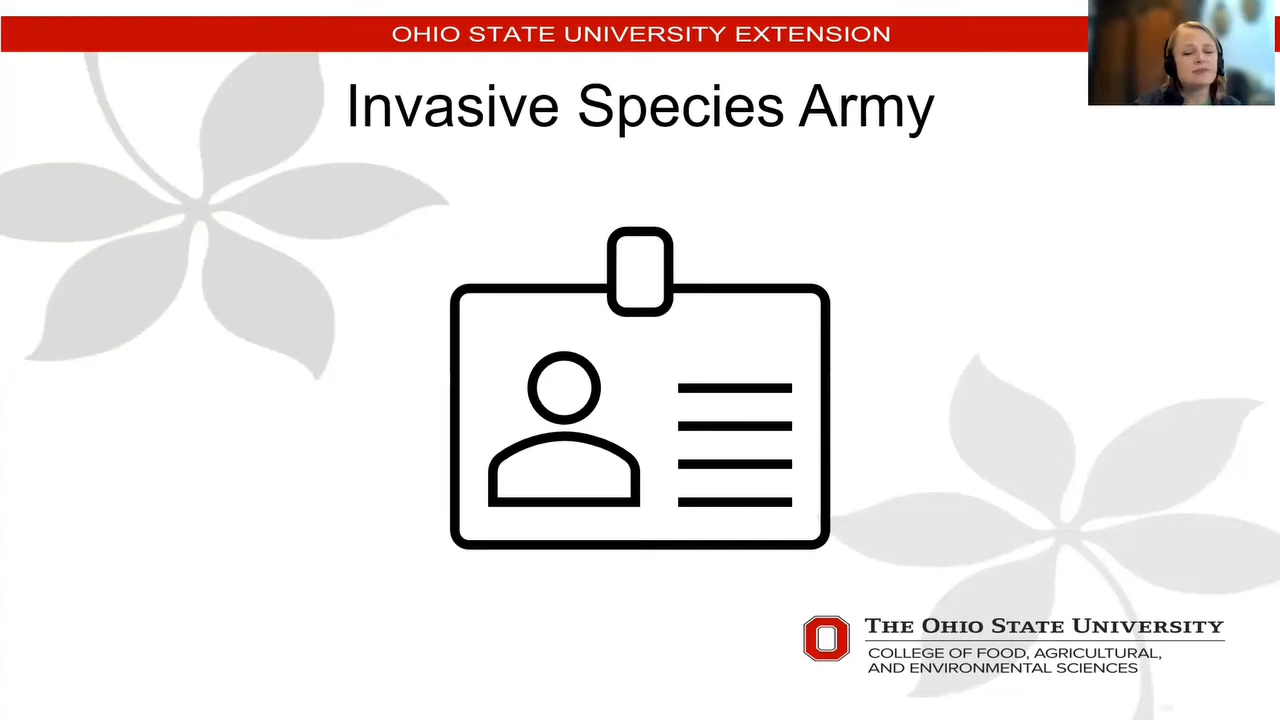 OHIO STATE UNIVERSITY EXTENSION
Invasive Species Army
THE OHIO STATE UNIVERSITY
COLLEGE OF FOOD, AGRICULTURAL,
AND ENVIRONMENTAL SCIENCES